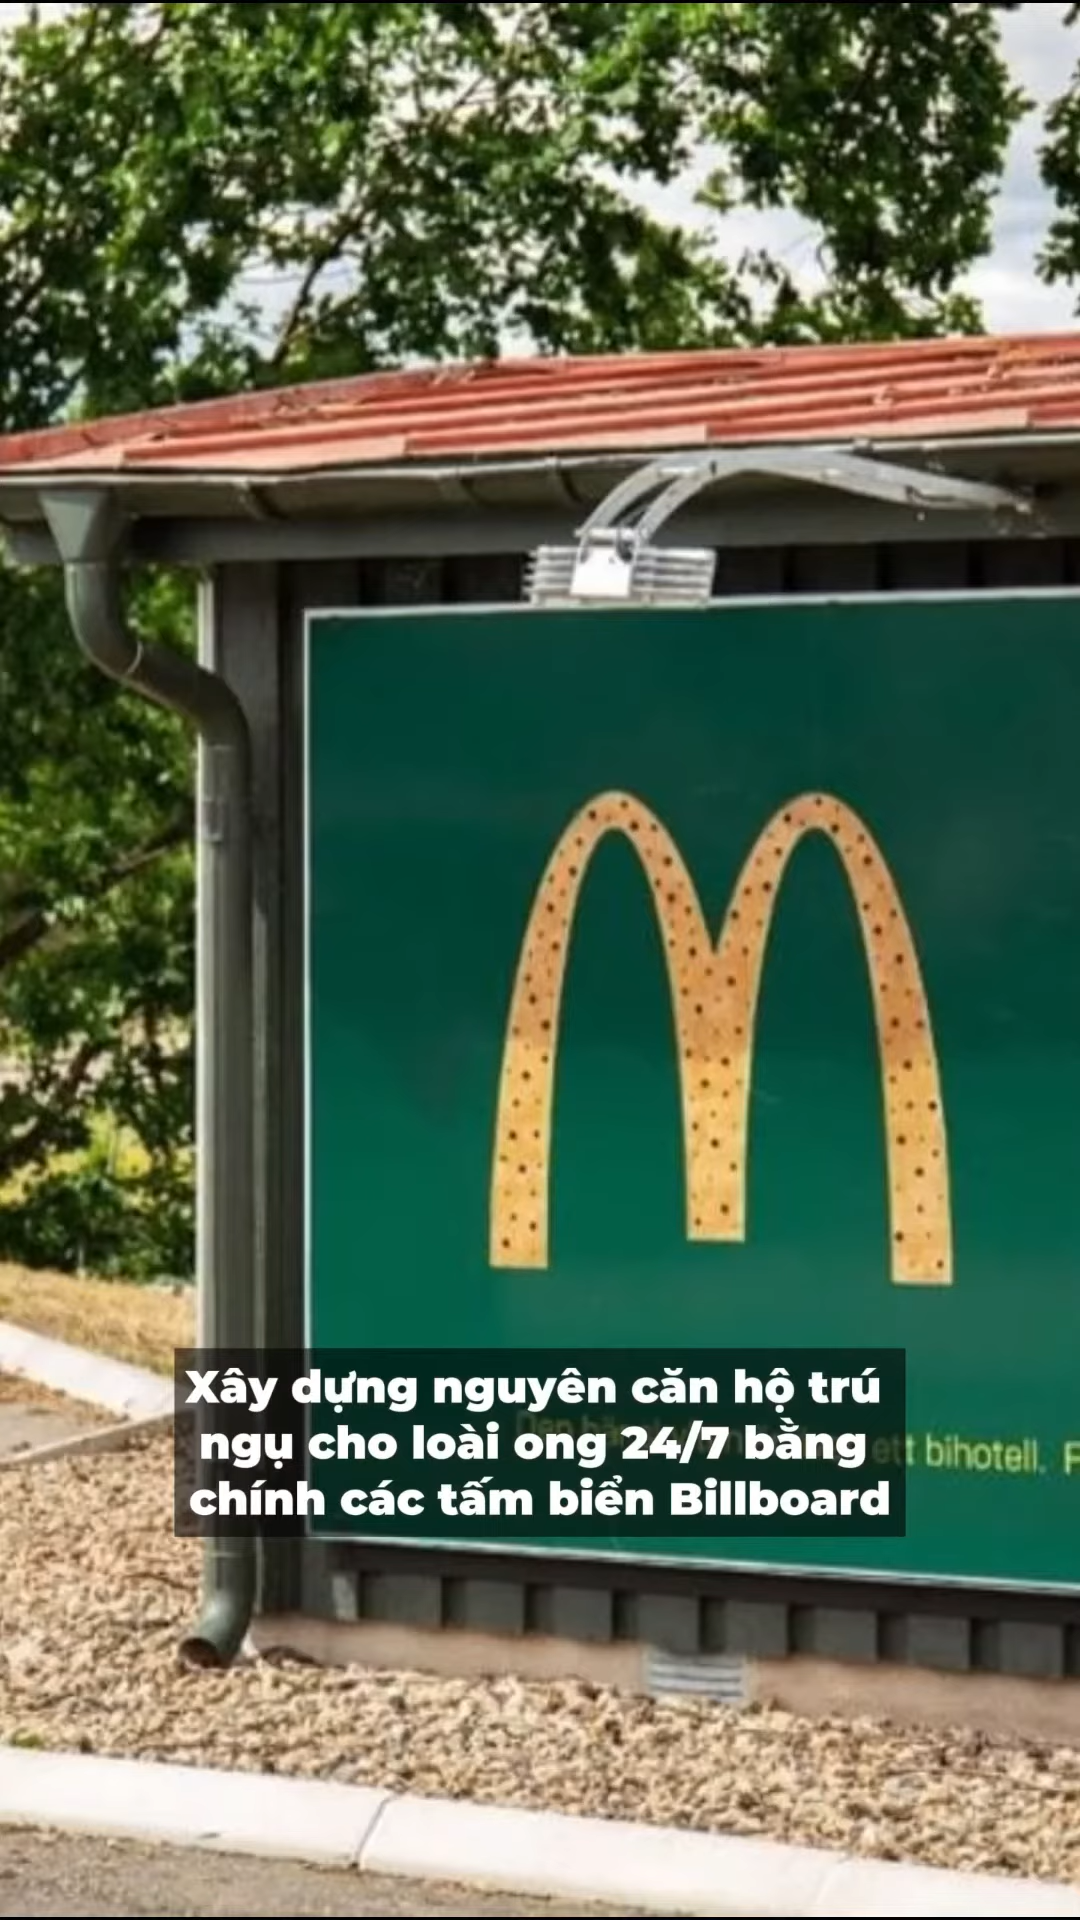 Xây dựng nguyên căn hộ trú
ngụ cho loài ong 24/7 bằng
chính các tấm biển Billboard
ett bihotell.